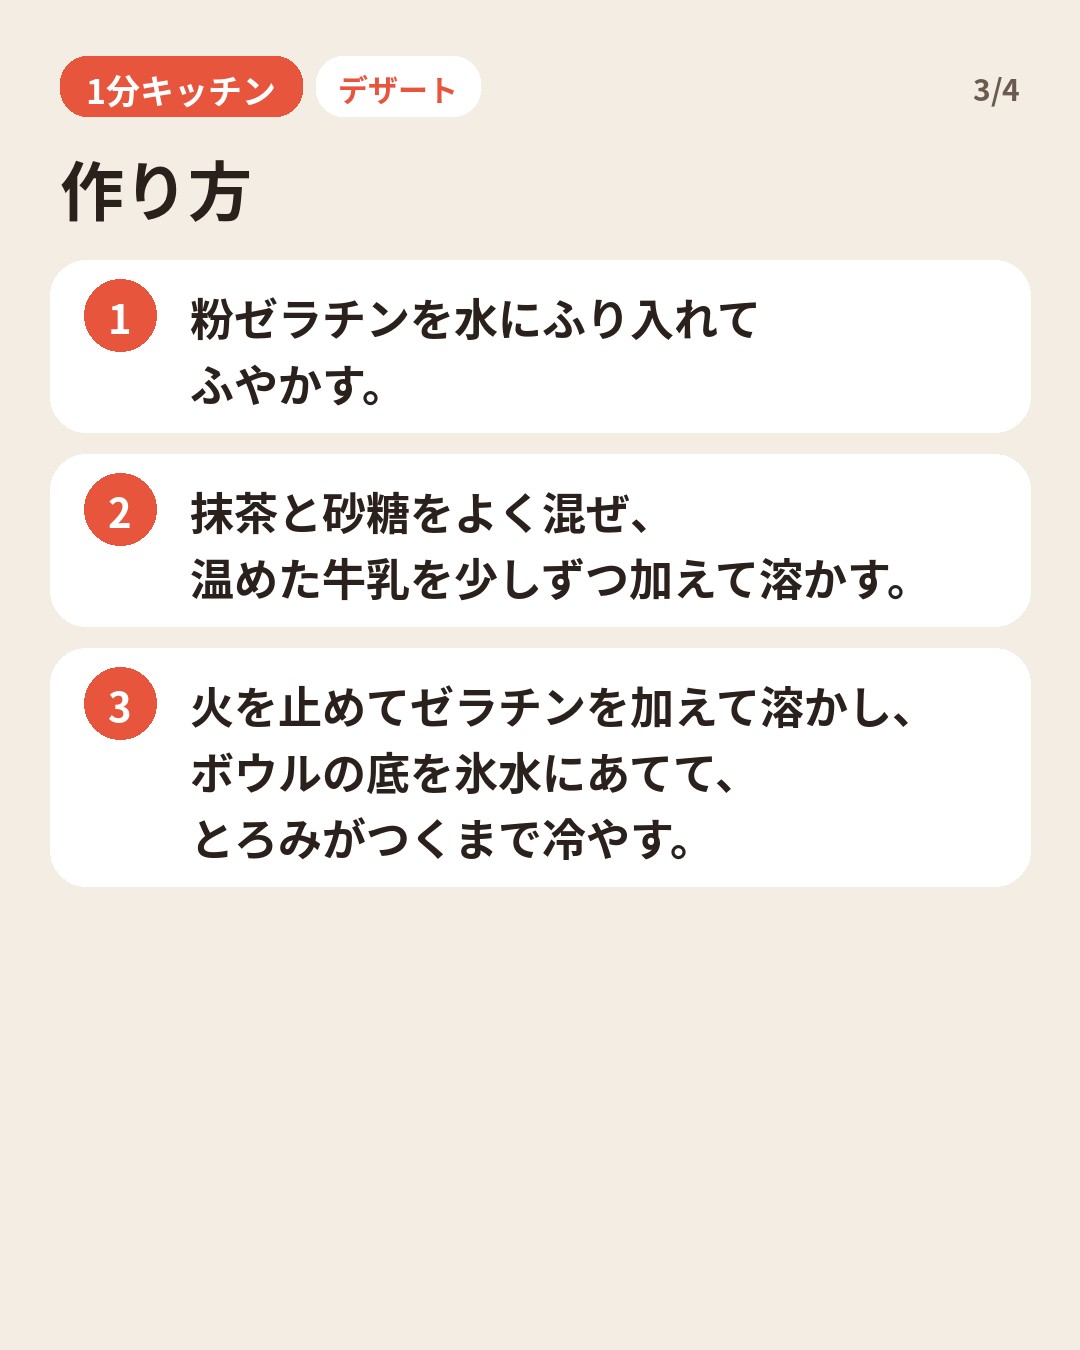 1分キッチン デザート 3/4
作り方
1 粉ゼラチンを水にふり入れて
ふやかす。
2 抹茶と砂糖をよく混ぜ、
温めた牛乳を少しずつ加えて溶かす。
3 火を止めてゼラチンを加えて溶かし、
ボウルの底を氷水にあてて、
とろみがつくまで冷やす。